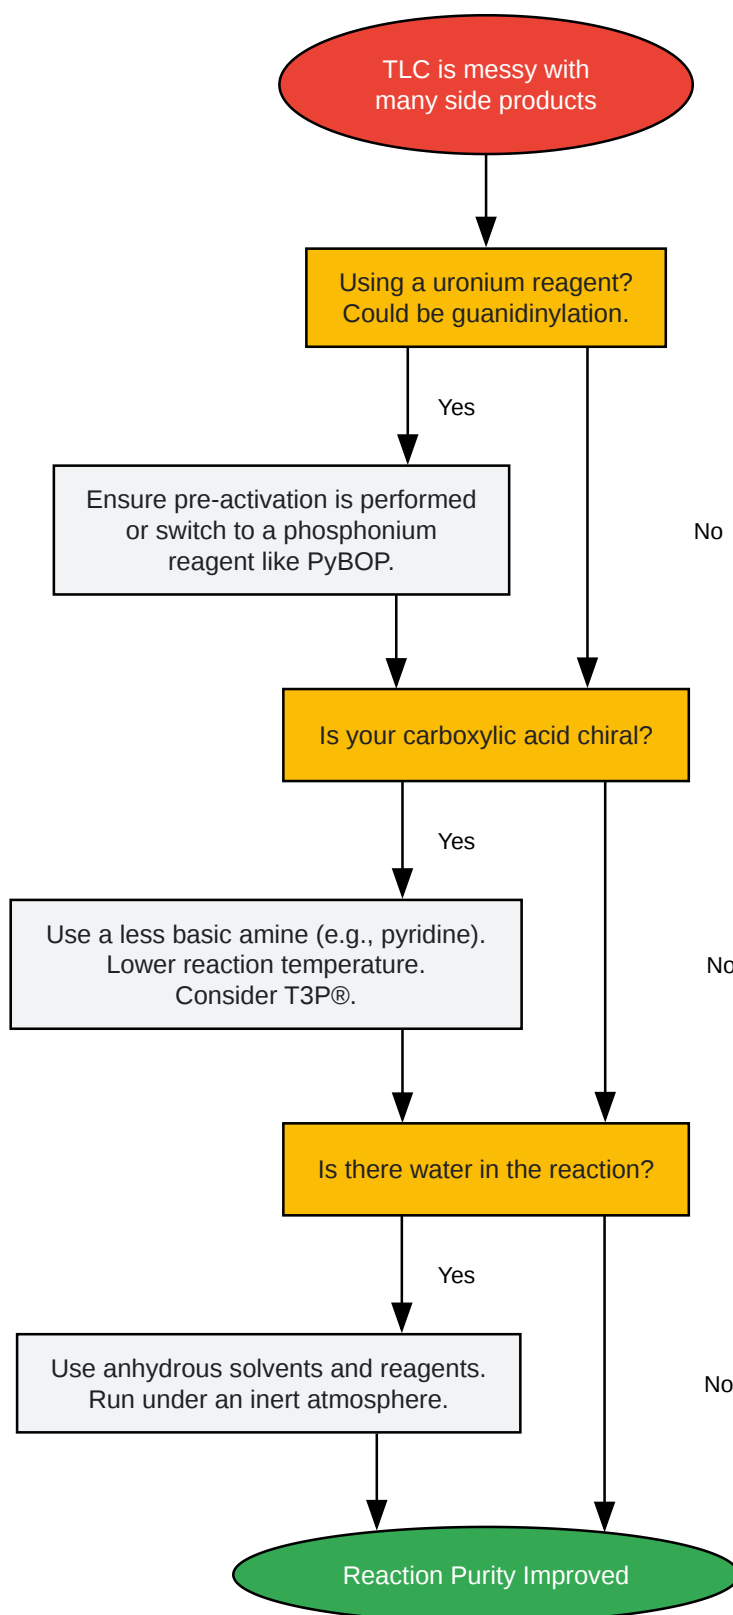 TLC is messy with
many side products
Using a uronium reagent?
Could be guanidinylation.
Yes
Ensure pre-activation is performed
or switch to a phosphonium
reagent like PyBOP.
No
Is your carboxylic acid chiral?
Yes
Use a less basic amine (e.g., pyridine).
Lower reaction temperature.
Consider T3P®.
No
Is there water in the reaction?
Yes
Use anhydrous solvents and reagents.
Run under an inert atmosphere.
No
Reaction Purity Improved